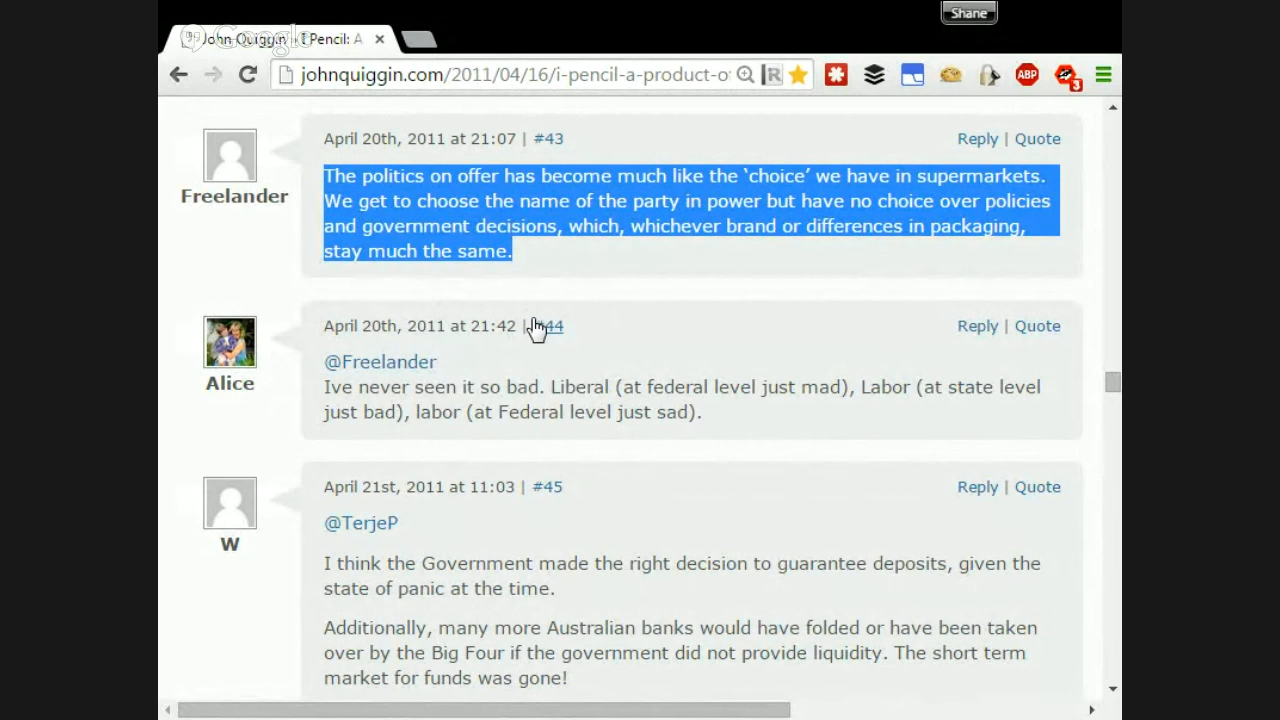 Shane
John Quiggin » I Pencil: A
Google
johnquiggin.com/2011/04/16/i-pencil-a-product-o
R
ABP
3
April 20th, 2011 at 21:07 | #43
Reply | Quote
Freelander
The politics on offer has become much like the ‘choice’ we have in supermarkets.
We get to choose the name of the party in power but have no choice over policies
and government decisions, which, whichever brand or differences in packaging,
stay much the same.
April 20th, 2011 at 21:42 | #44
Reply | Quote
Alice
@Freelander
Ive never seen it so bad. Liberal (at federal level just mad), Labor (at state level
just bad), labor (at Federal level just sad).
April 21st, 2011 at 11:03 | #45
Reply | Quote
W
@TerjeP
I think the Government made the right decision to guarantee deposits, given the
state of panic at the time.
Additionally, many more Australian banks would have folded or have been taken
over by the Big Four if the government did not provide liquidity. The short term
market for funds was gone!